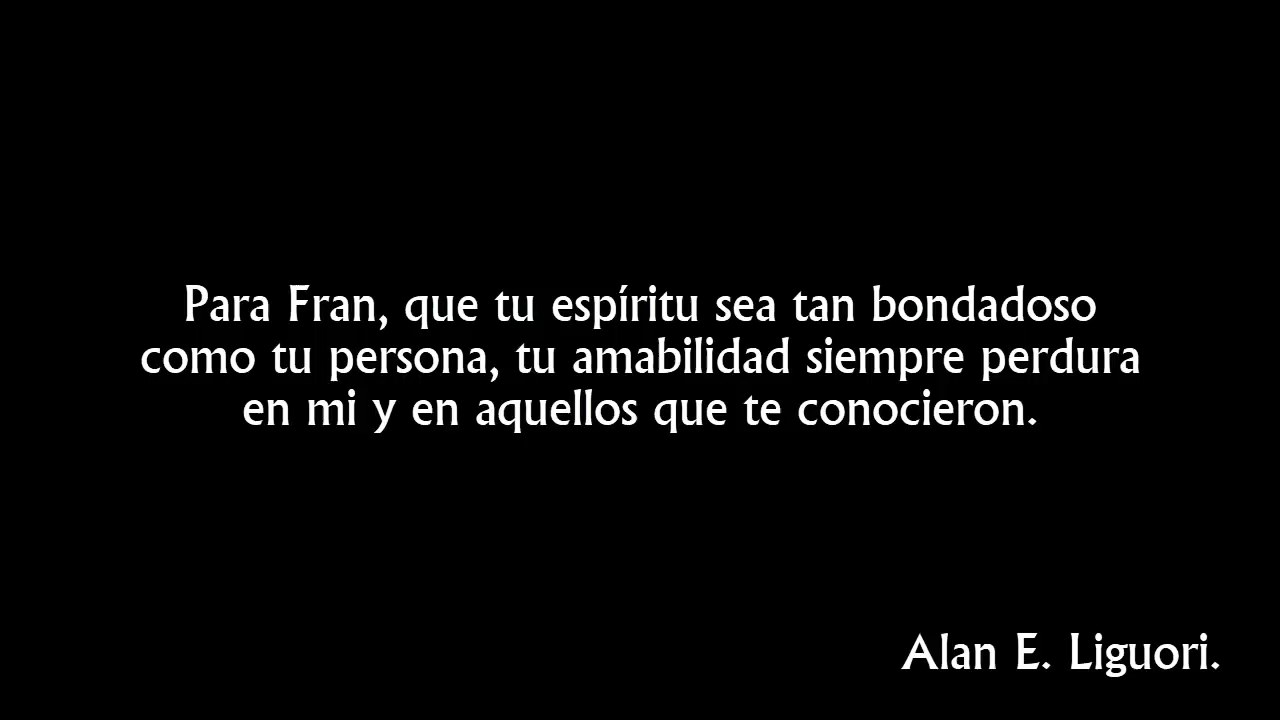 Para Fran, que tu espíritu sea tan bondadoso
como tu persona, tu amabilidad siempre perdura
en mi y en aquellos que te conocieron.
Alan E. Liguori.